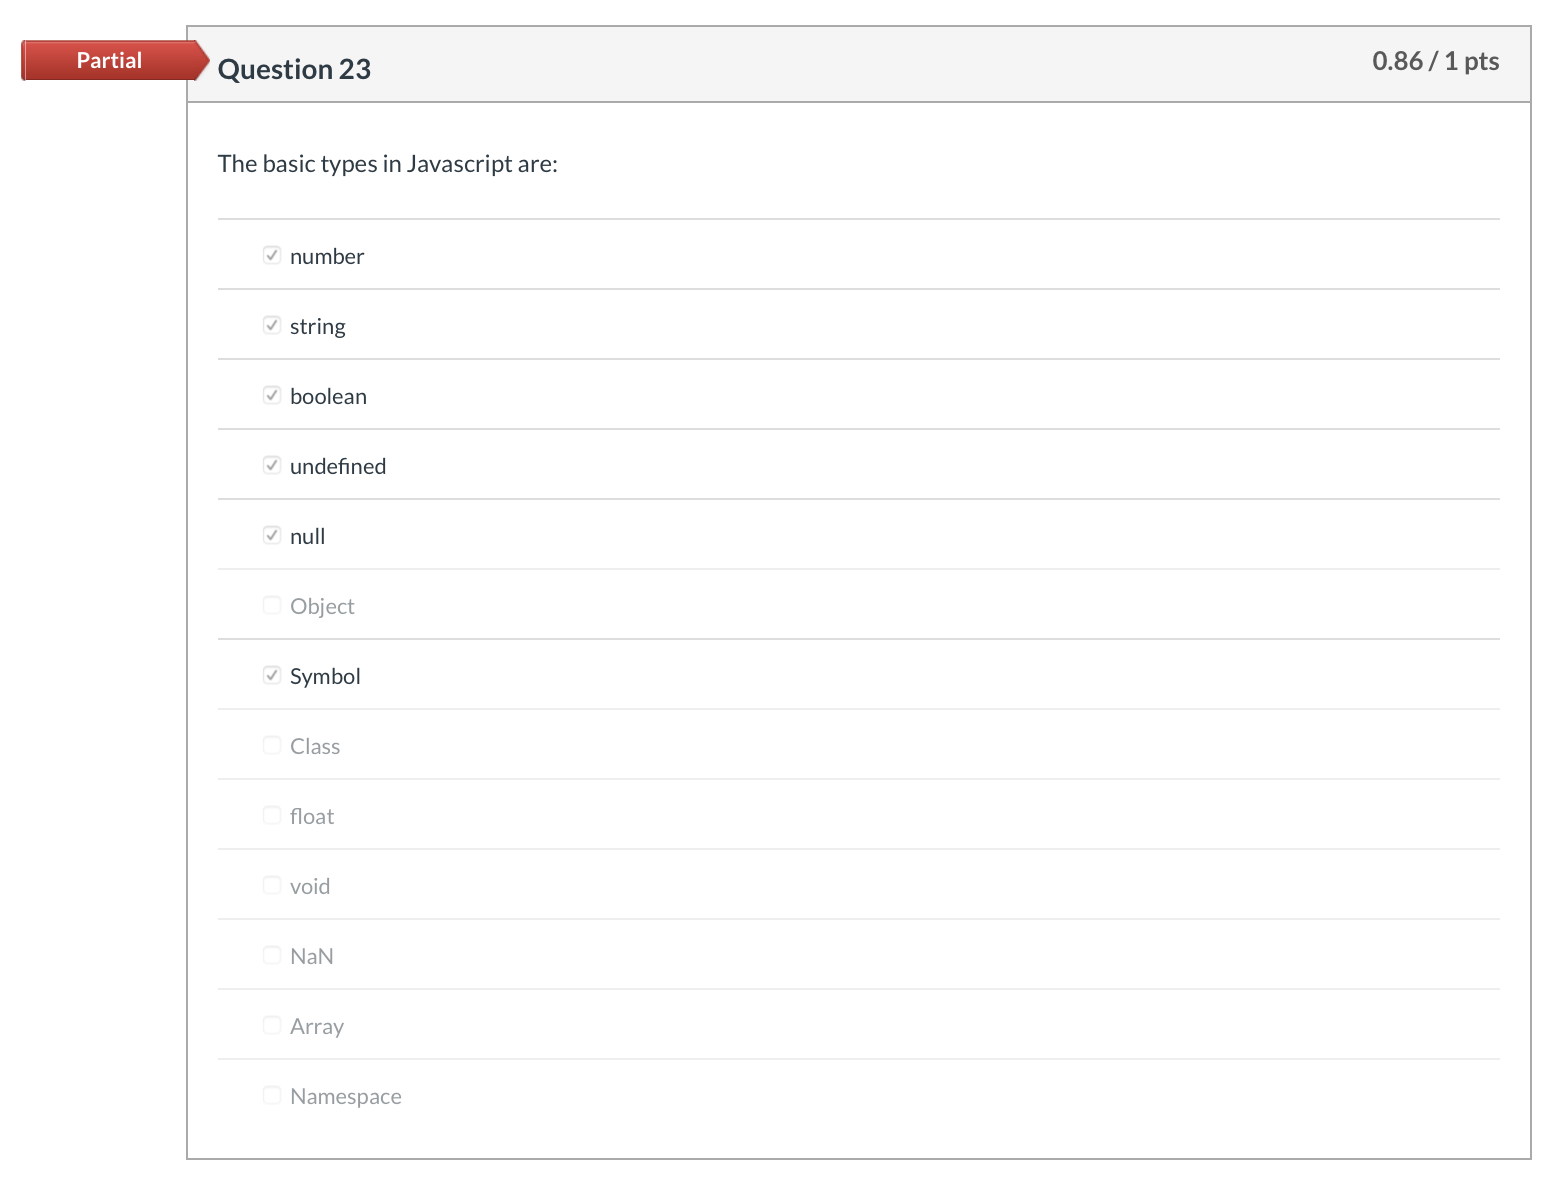 Partial
Question 23
0.86 / 1 pts
The basic types in Javascript are:
number
string
boolean
undefined
null
Object
Symbol
Class
float
void
NaN
Array
Namespace